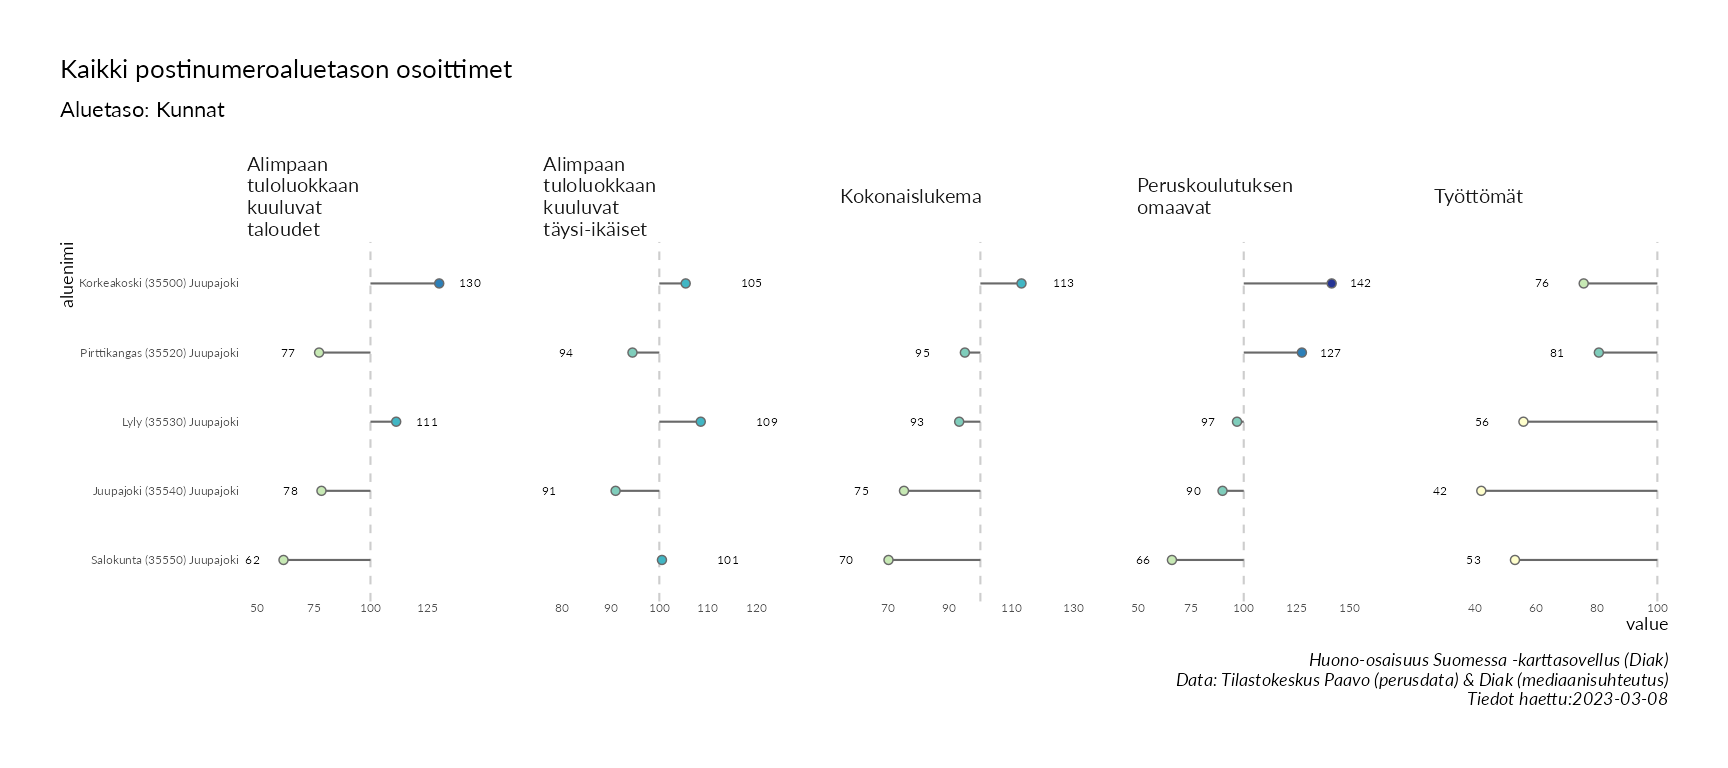 Kaikki postinumeroaluetason osoittimet
Aluetaso: Kunnat
Alimpaan
tuloluokkaan
kuuluvat
taloudet
Alimpaan
tuloluokkaan
kuuluvat
täysi-ikäiset
Kokonaislukema
Peruskoulutuksen
omaavat
Työttömät
aluenimi
Korkeakoski (35500) Juupajoki 130 105 113 142 76
Pirttikangas (35520) Juupajoki 77 94 95 127 81
Lyly (35530) Juupajoki 111 109 93 97 56
Juupajoki (35540) Juupajoki 78 91 75 90 42
Salokunta (35550) Juupajoki 62 101 70 66 53
50 75 100 125 80 90 100 110 120 70 90 110 130 50 75 100 125 150 40 60 80 100
value
Huono-osaisuus Suomessa -karttasovellus (Diak)
Data: Tilastokeskus Paavo (perusdata) & Diak (mediaanisuhteutus)
Tiedot haettu:2023-03-08